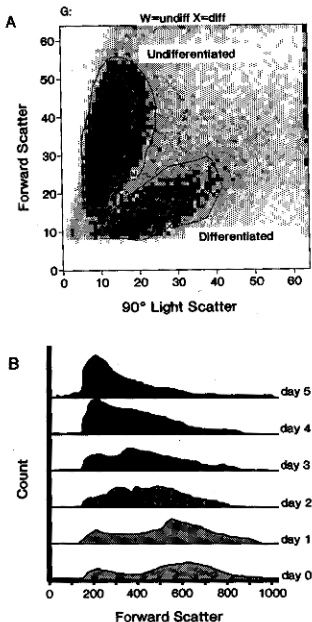 A
G:
W=undiff X=diff
Undifferentiated
Differentiated
Forward Scatter
60
50
40
30
20
10
0
0 10 20 30 40 50 60
90° Light Scatter
B
day 5
day 4
day 3
day 2
day 1
day 0
Count
0 200 400 600 800 1000
Forward Scatter